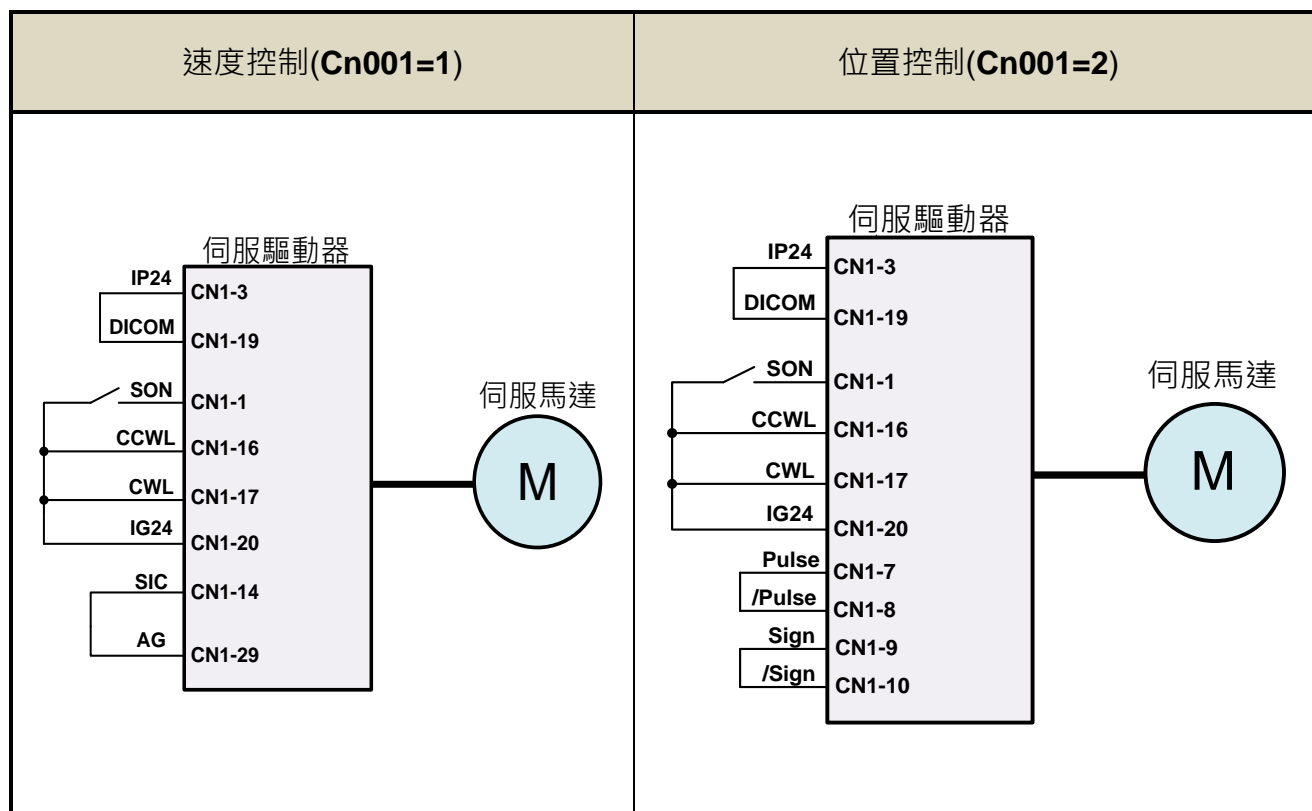 速度控制(Cn001=1)
位置控制(Cn001=2)
伺服驅動器
IP24
CN1-3
DICOM
CN1-19
SON
CN1-1
CCWL
CN1-16
CWL
CN1-17
IG24
CN1-20
SIC
CN1-14
AG
CN1-29
伺服馬達
M
伺服驅動器
IP24
CN1-3
DICOM
CN1-19
SON
CN1-1
CCWL
CN1-16
CWL
CN1-17
IG24
CN1-20
Pulse
CN1-7
/Pulse
CN1-8
Sign
CN1-9
/Sign
CN1-10
伺服馬達
M